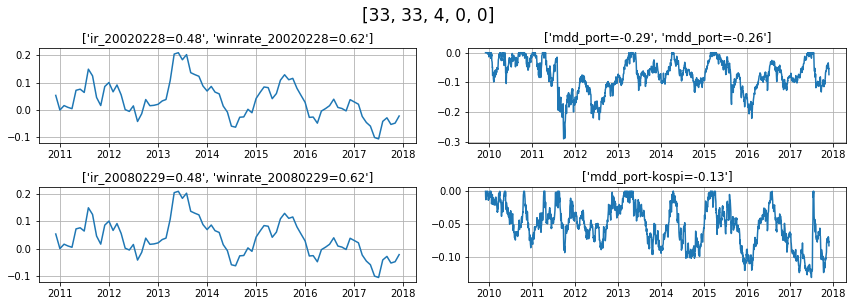 [33, 33, 4, 0, 0]
['ir_20020228=0.48', 'winrate_20020228=0.62']
0.2
0.1
0.0
−0.1
2011 2012 2013 2014 2015 2016 2017 2018
['mdd_port=-0.29', 'mdd_port=-0.26']
0.0
−0.1
−0.2
−0.3
2010 2011 2012 2013 2014 2015 2016 2017 2018
['ir_20080229=0.48', 'winrate_20080229=0.62']
0.2
0.1
0.0
−0.1
2011 2012 2013 2014 2015 2016 2017 2018
['mdd_port-kospi=-0.13']
0.00
−0.05
−0.10
2010 2011 2012 2013 2014 2015 2016 2017 2018